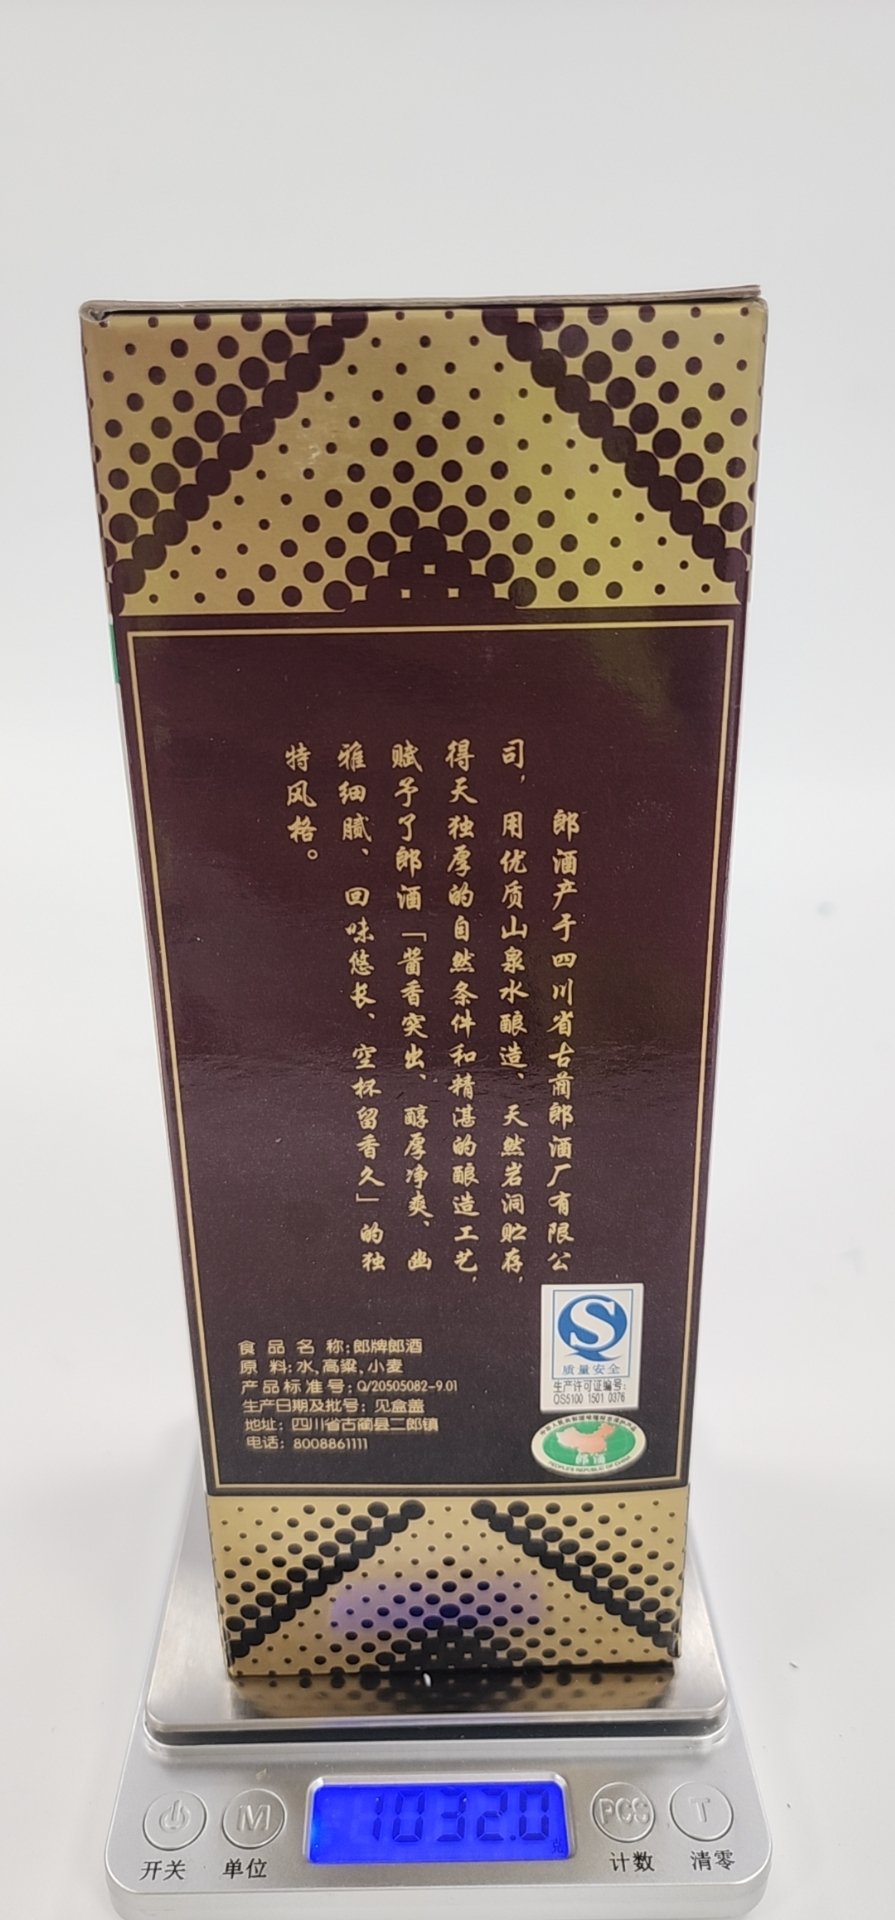 郎酒产于四川省古蔺郎酒厂有限公
司，用优质山泉水酿造、天然岩洞贮存，
得天独厚的自然条件和精湛的酿造工艺，
赋予了郎酒「酱香突出、醇厚净爽、幽
雅细腻、回味悠长、空杯留香久」的独
特风格。
食品名称:郎牌郎酒
原料:水、高粱、小麦
产品标准号:Q/20505082-9.01
生产日期及批号:见盒盖
地址:四川省古蔺县二郎镇
电话:8008861111
质量安全
生产许可证编号:
QS5100 1501 0376
郎酒
PEOPLE'S REPUBLIC OF CHINA
1032.0
克
M
PCS
T
开关
单位
计数
清零